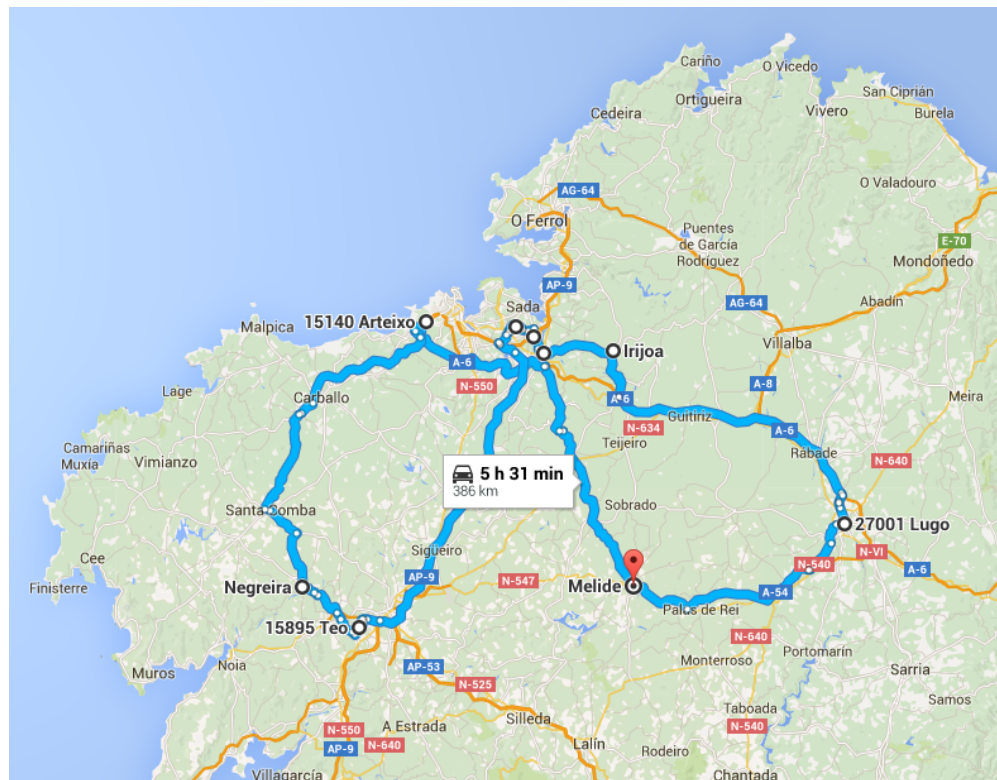 Cariño
O Vicedo
Ortigueira
San Ciprián
Cedeira
Vivero
Burela
AG-64
O Valadouro
O Ferrol
Puentes
de García
Rodríguez
E-70
Mondoñedo
AP-9
Sada
AG-64
Abadín
Malpica
15140 Arteixo
Villalba
Irijoa
A-6
A-8
N-550
Lage
Carballo
A-6
Meira
Guitiriz
N-634
A-6
Camariñas
Muxía
Vimianzo
Teijeiro
Rábade
N-640
5 h 31 min
386 km
Sobrado
Santa Comba
27001 Lugo
Sigueiro
N-VI
Cee
Finisterre
Negreira
AP-9
N-547
Melide
N-540
A-6
A-54
Palas de Rei
15895 Teo
N-640
Portomarín
Noia
Monterroso
Muros
AP-53
Sarria
N-525
Samos
Taboada
A Estrada
Silleda
N-550
N-540
AP-9
N-640
Lalín
Rodeiro
Villagarcía
Chantada